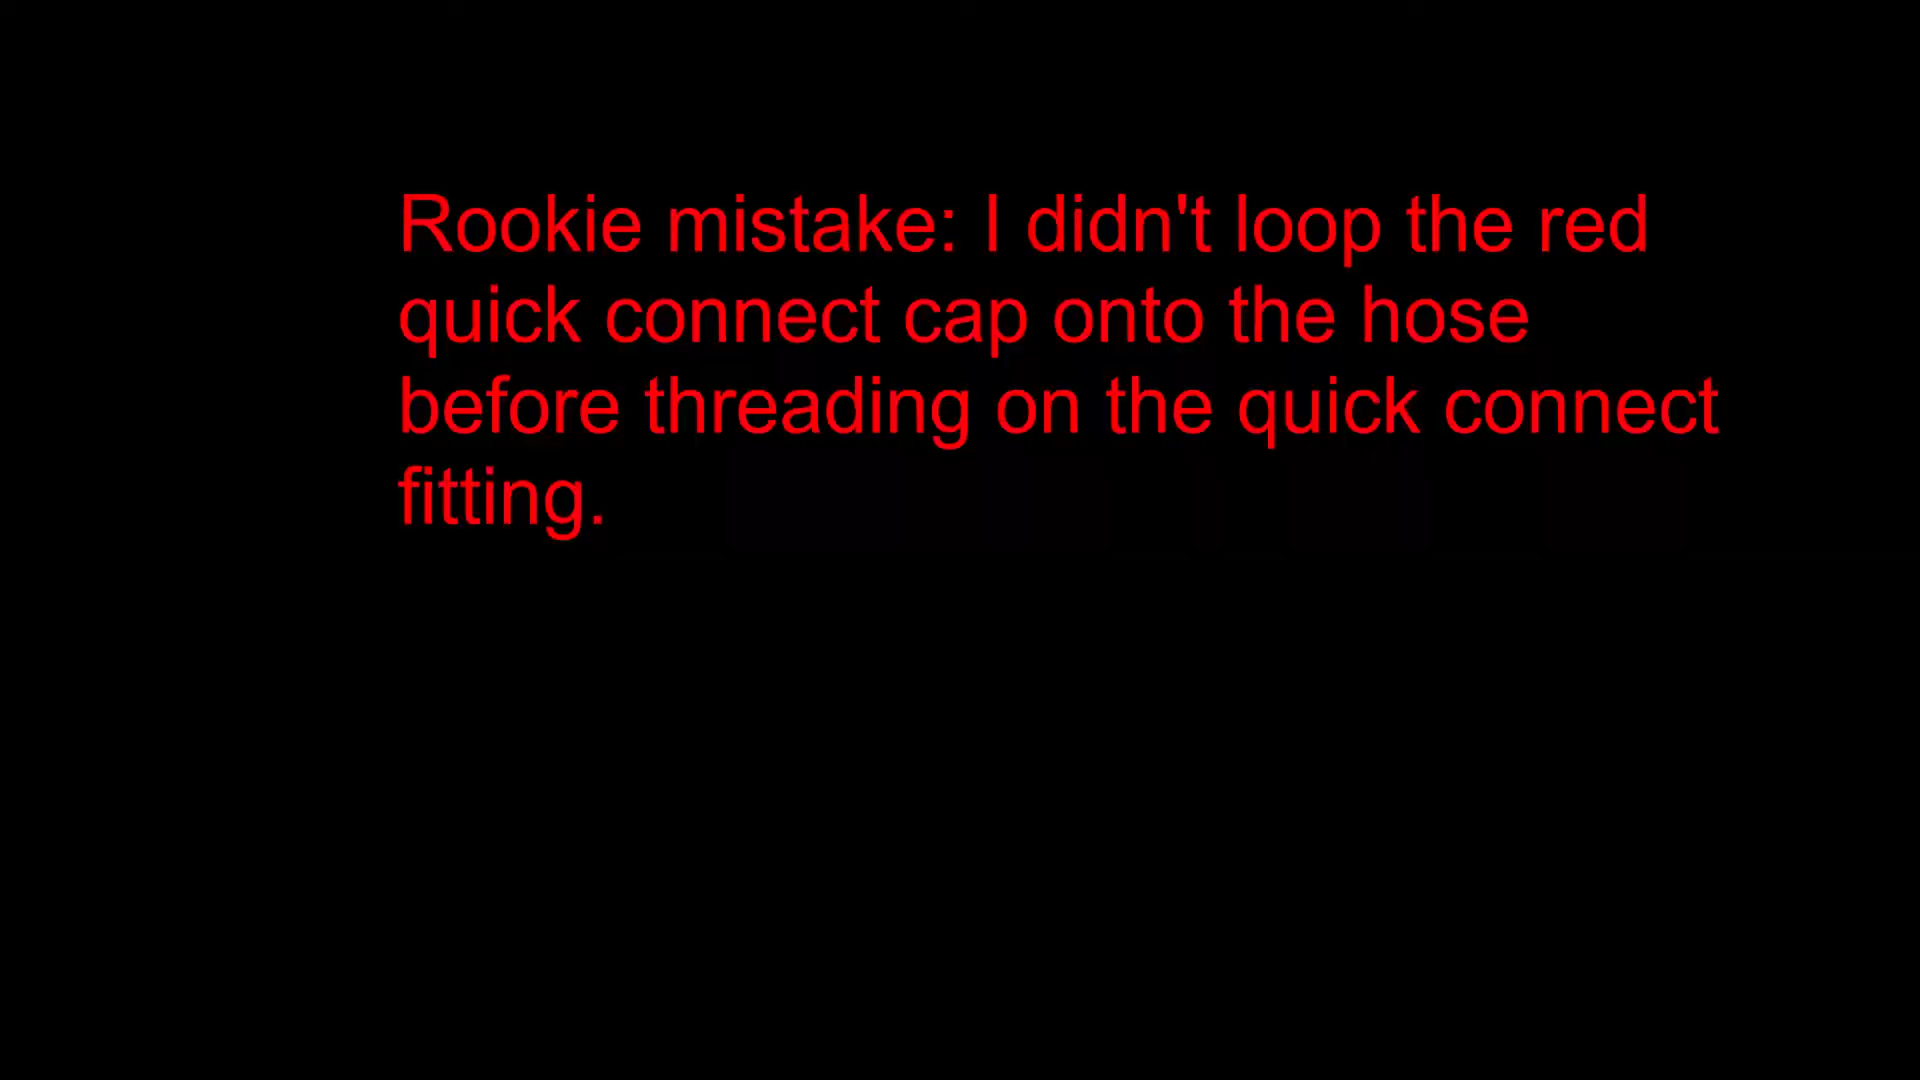 Rookie mistake: I didn't loop the red
quick connect cap onto the hose
before threading on the quick connect
fitting.